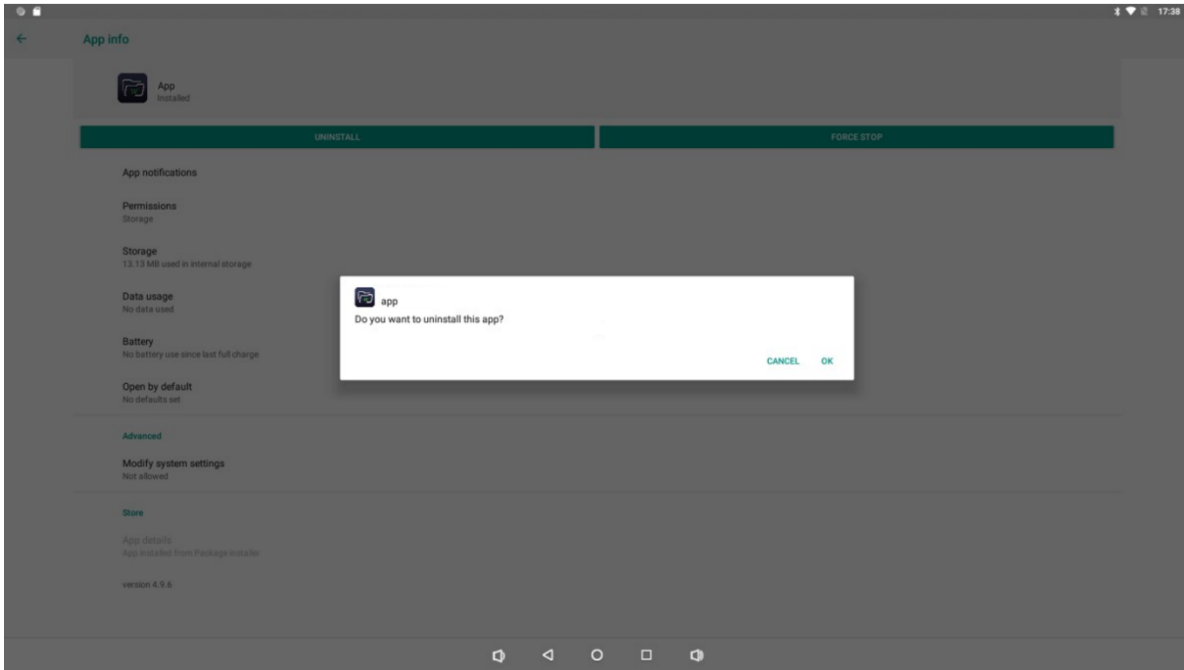 17:38
App info
App
Installed
UNINSTALL
FORCE STOP
App notifications
Permissions
Storage
Storage
13.13 MB used in internal storage
Data usage
No data used
Battery
No battery use since last full charge
Open by default
No defaults set
app
Do you want to uninstall this app?
CANCEL OK
Advanced
Modify system settings
Not allowed
Store
App details
App installed from Package installer
version 4.9.6